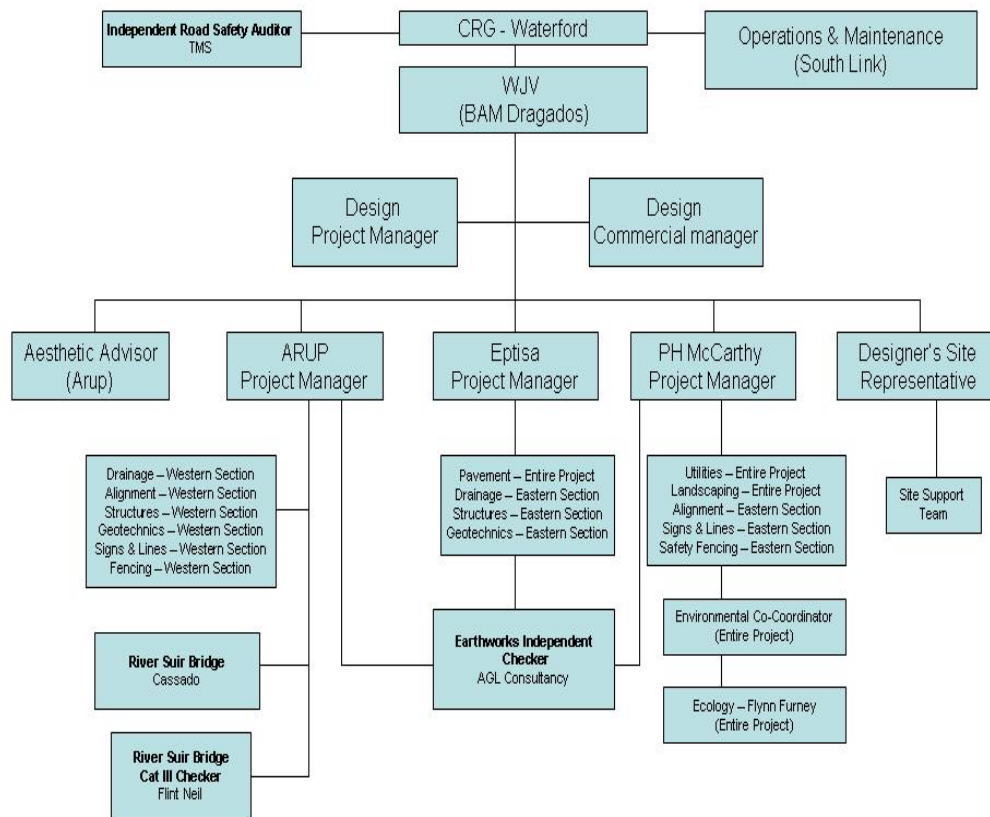 Independent Road Safety Auditor
TMS
CRG - Waterford
Operations & Maintenance
(South Link)
WJV
(BAM Dragados)
Design
Project Manager
Design
Commercial manager
Aesthetic Advisor
(Arup)
ARUP
Project Manager
Eptisa
Project Manager
PH McCarthy
Project Manager
Designer's Site
Representative
Drainage – Western Section
Alignment – Western Section
Structures – Western Section
Geotechnics – Western Section
Signs & Lines – Western Section
Fencing – Western Section
Pavement – Entire Project
Drainage – Eastern Section
Structures – Eastern Section
Geotechnics – Eastern Section
Utilities – Entire Project
Landscaping – Entire Project
Alignment – Eastern Section
Signs & Lines – Eastern Section
Safety Fencing – Eastern Section
Site Support
Team
River Suir Bridge
Cassado
Earthworks Independent
Checker
AGL Consultancy
Environmental Co-Coordinator
(Entire Project)
Ecology – Flynn Furney
(Entire Project)
River Suir Bridge
Cat III Checker
Flint Neil